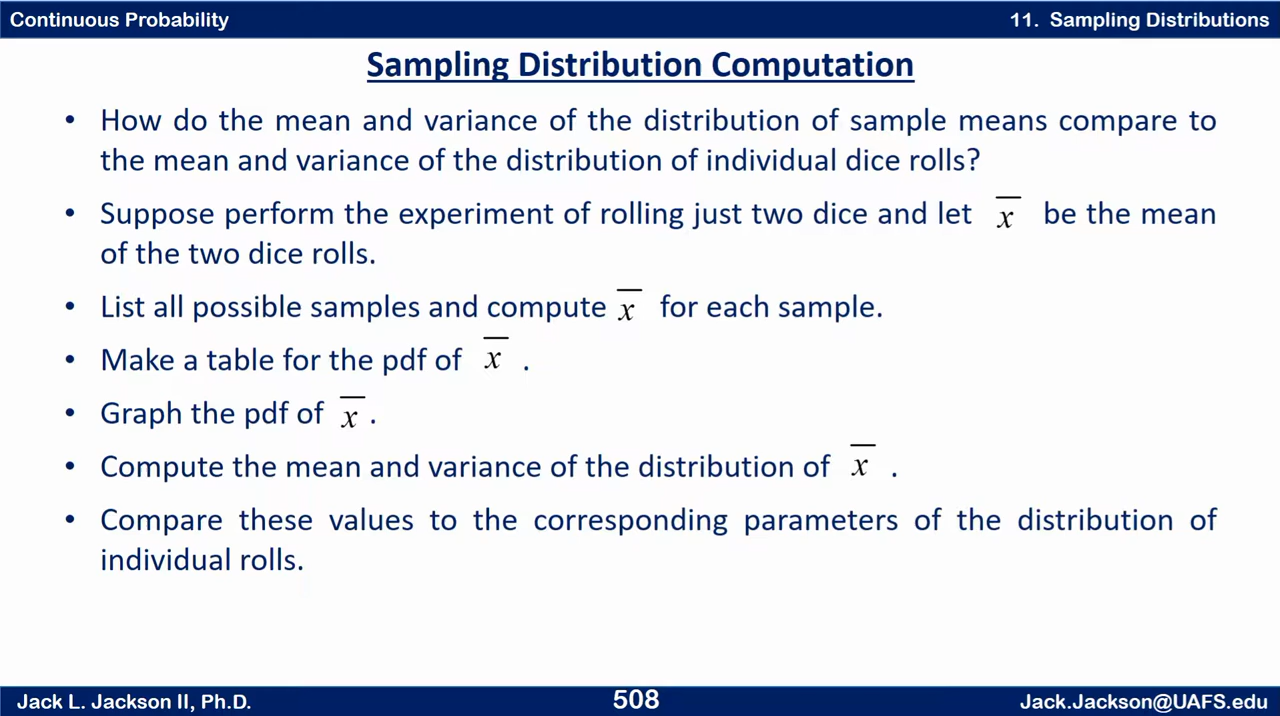 Continuous Probability
11. Sampling Distributions
Sampling Distribution Computation
• How do the mean and variance of the distribution of sample means compare to
the mean and variance of the distribution of individual dice rolls?
• Suppose perform the experiment of rolling just two dice and let x̅ be the mean
of the two dice rolls.
• List all possible samples and compute x̅ for each sample.
• Make a table for the pdf of x̅ .
• Graph the pdf of x̅.
• Compute the mean and variance of the distribution of x̅ .
• Compare these values to the corresponding parameters of the distribution of
individual rolls.
Jack L. Jackson II, Ph.D.
508
Jack.Jackson@UAFS.edu